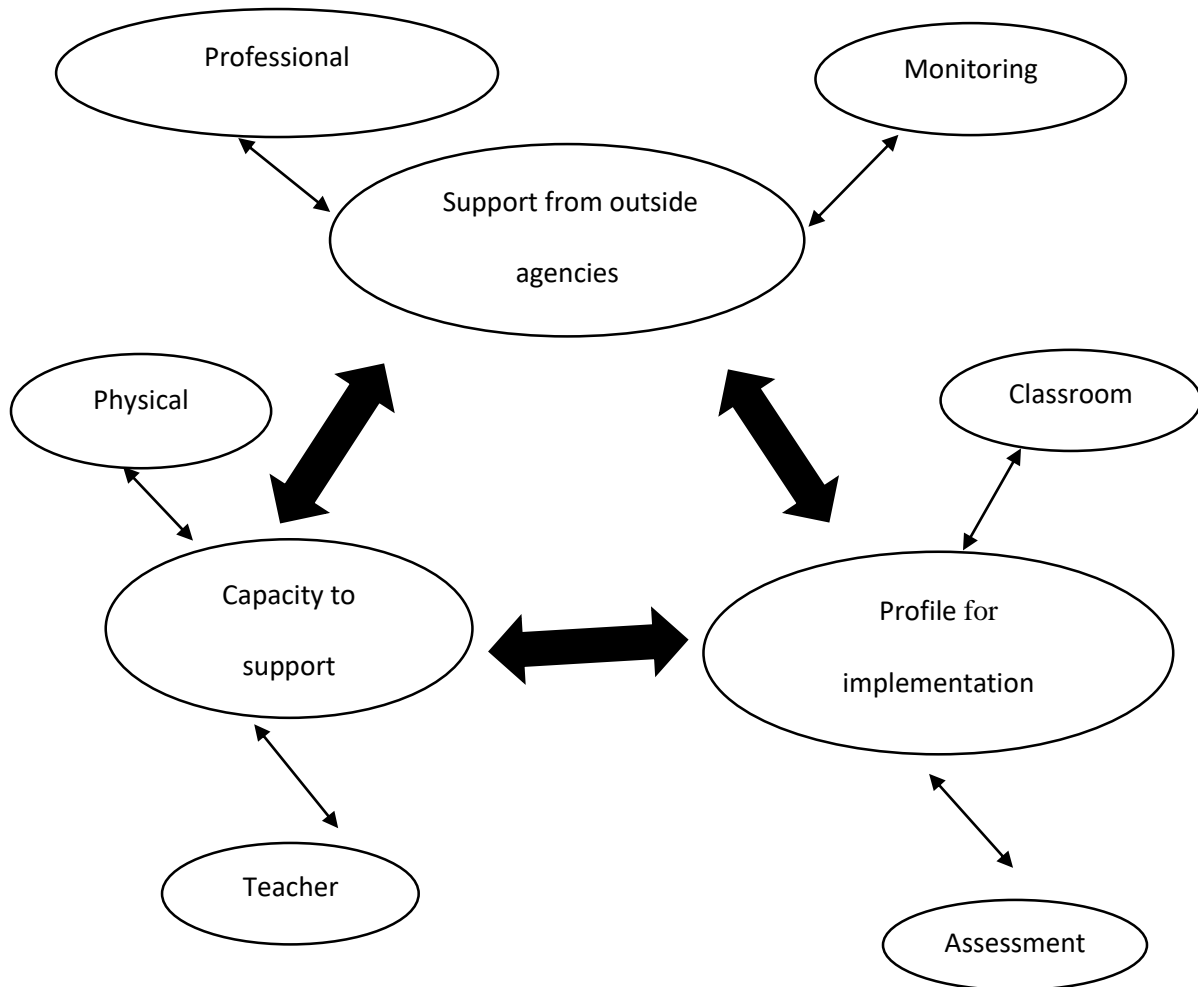 Professional
Monitoring
Support from outside
agencies
Physical
Classroom
Capacity to
support
Profile for
implementation
Teacher
Assessment